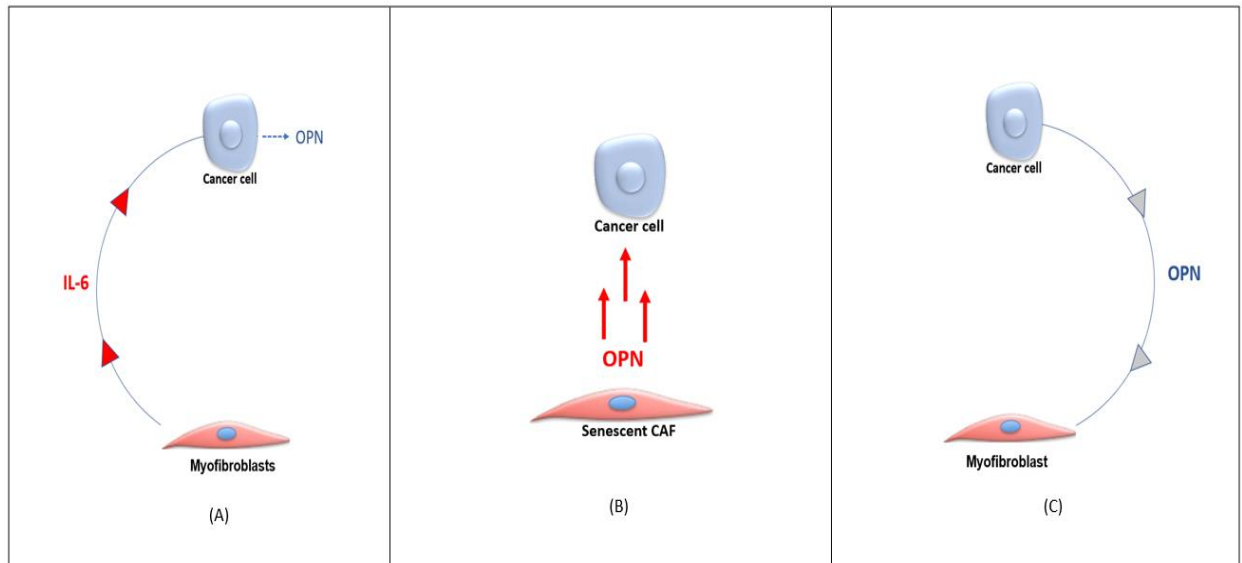 OPN
Cancer cell
IL-6
Myofibroblasts
(A)
Cancer cell
OPN
Senescent CAF
(B)
Cancer cell
OPN
Myofibroblast
(C)